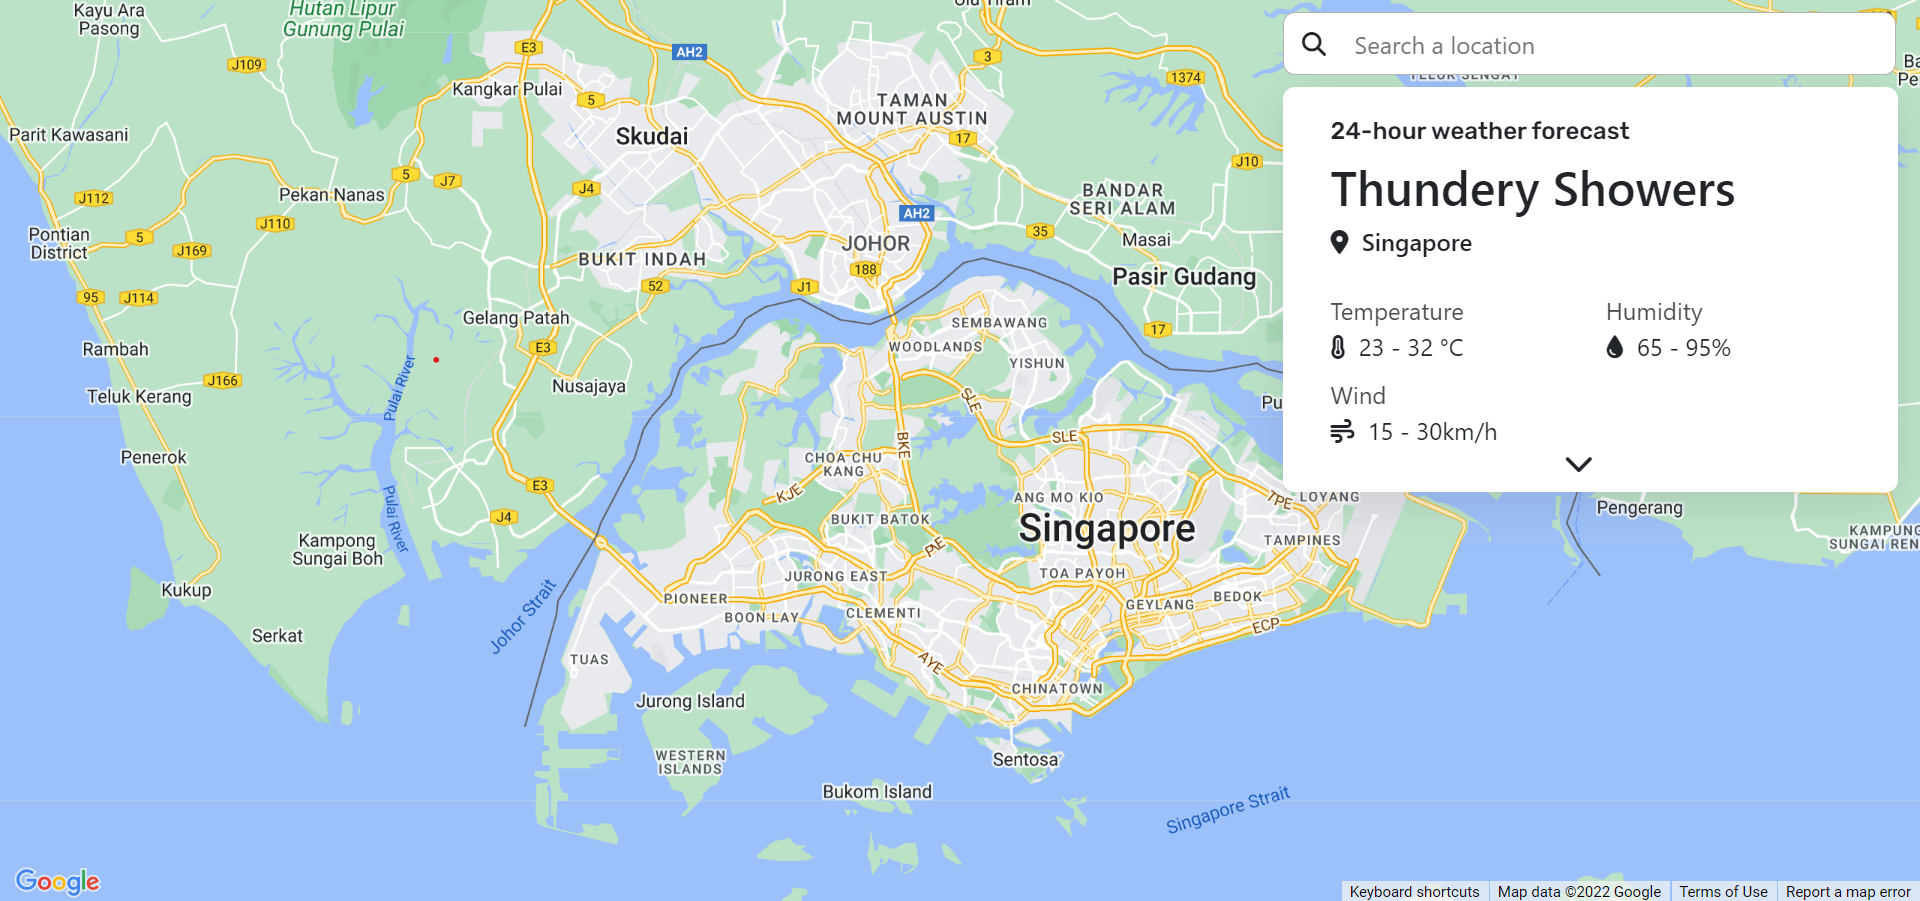 Kayu Ara
Pasong
Hutan Lipur
Gunung Pulai
Ulu Tiram
Search a location
TELUK SENGAT
24-hour weather forecast
Thundery Showers
Singapore
Temperature
Humidity
23 - 32 °C
65 - 95%
Wind
15 - 30km/h
E3
AH2
3
J109
1374
Kangkar Pulai
5
TAMAN
MOUNT AUSTIN
Parit Kawasani
Skudai
17
J10
5
J7
J4
Pekan Nanas
J112
BANDAR
SERI ALAM
AH2
J110
35
Pontian
District
5
J169
Masai
JOHOR
BUKIT INDAH
188
Pasir Gudang
95
J114
52
J1
Gelang Patah
SEMBAWANG
17
Rambah
E3
WOODLANDS
YISHUN
J166
Pulai River
Nusajaya
Teluk Kerang
SLE
BKE
SLE
Penerok
CHOA CHU
KANG
E3
KJE
ANG MO KIO
TPE
LOYANG
Pengerang
J4
Pulai River
BUKIT BATOK
Singapore
KAMPUNG
SUNGAI REN
Kampong
Sungai Boh
PIE
TAMPINES
JURONG EAST
TOA PAYOH
Kukup
Johor Strait
PIONEER
BOON LAY
CLEMENTI
GEYLANG
BEDOK
ECP
Serkat
TUAS
AYE
CHINATOWN
Jurong Island
WESTERN
ISLANDS
Sentosa
Bukom Island
Singapore Strait
Google
Keyboard shortcuts
Map data ©2022 Google
Terms of Use
Report a map error